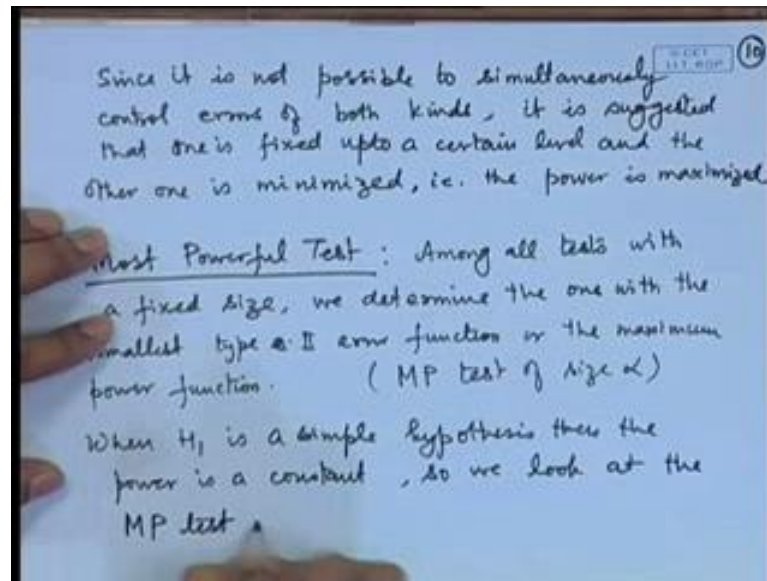 10
Since it is not possible to simultaneously
control errors of both kinds, it is suggested
that one is fixed upto a certain level and the
other one is minimized, ie. the power is maximized
Most Powerful Test : Among all tests with
a fixed size, we determine the one with the
smallest type II error function or the maximum
power function. ( MP test of size α )
When H₁ is a simple hypothesis then the
power is a constant, so we look at the
MP test